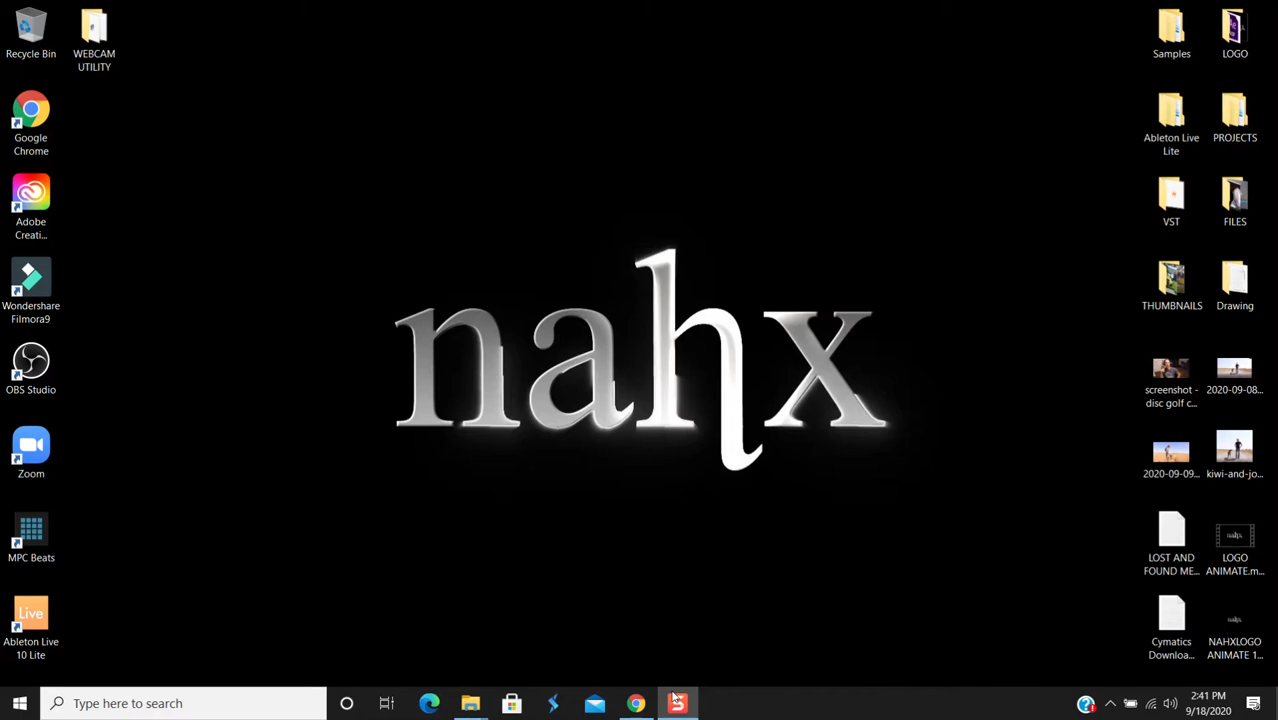 Recycle Bin
WEBCAM
UTILITY
Google
Chrome
Adobe
Creati...
Wondershare
Filmora9
OBS Studio
Zoom
MPC Beats
Live
Ableton Live
10 Lite
nahx
Samples
LOGO
Ableton Live
Lite
PROJECTS
VST
FILES
THUMBNAILS
Drawing
screenshot -
disc golf c...
2020-09-08...
2020-09-09...
kiwi-and-jo...
LOST AND
FOUND ME...
LOGO
ANIMATE.m...
Cymatics
Downloa...
NAHXLOGO
ANIMATE 1...
Type here to search
2:41 PM
9/18/2020